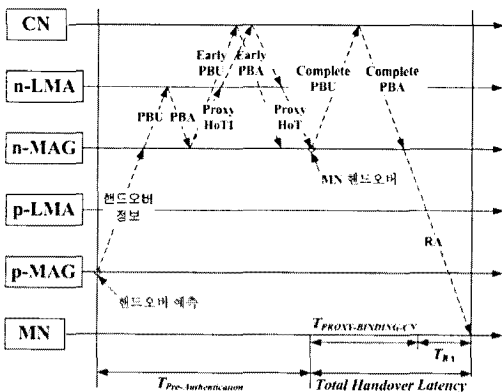 CN
Early PBU
Early PBA
Complete PBU
Complete PBA
n-LMA
PBU
PBA
Proxy HoTI
Proxy HoT
n-MAG
MN 핸드오버
핸드오버 정보
p-LMA
RA
p-MAG
핸드오버 예측
T_PROXY-BINDING-CN
MN
T_RA
T_Pre-Authentication
Total Handover Latency